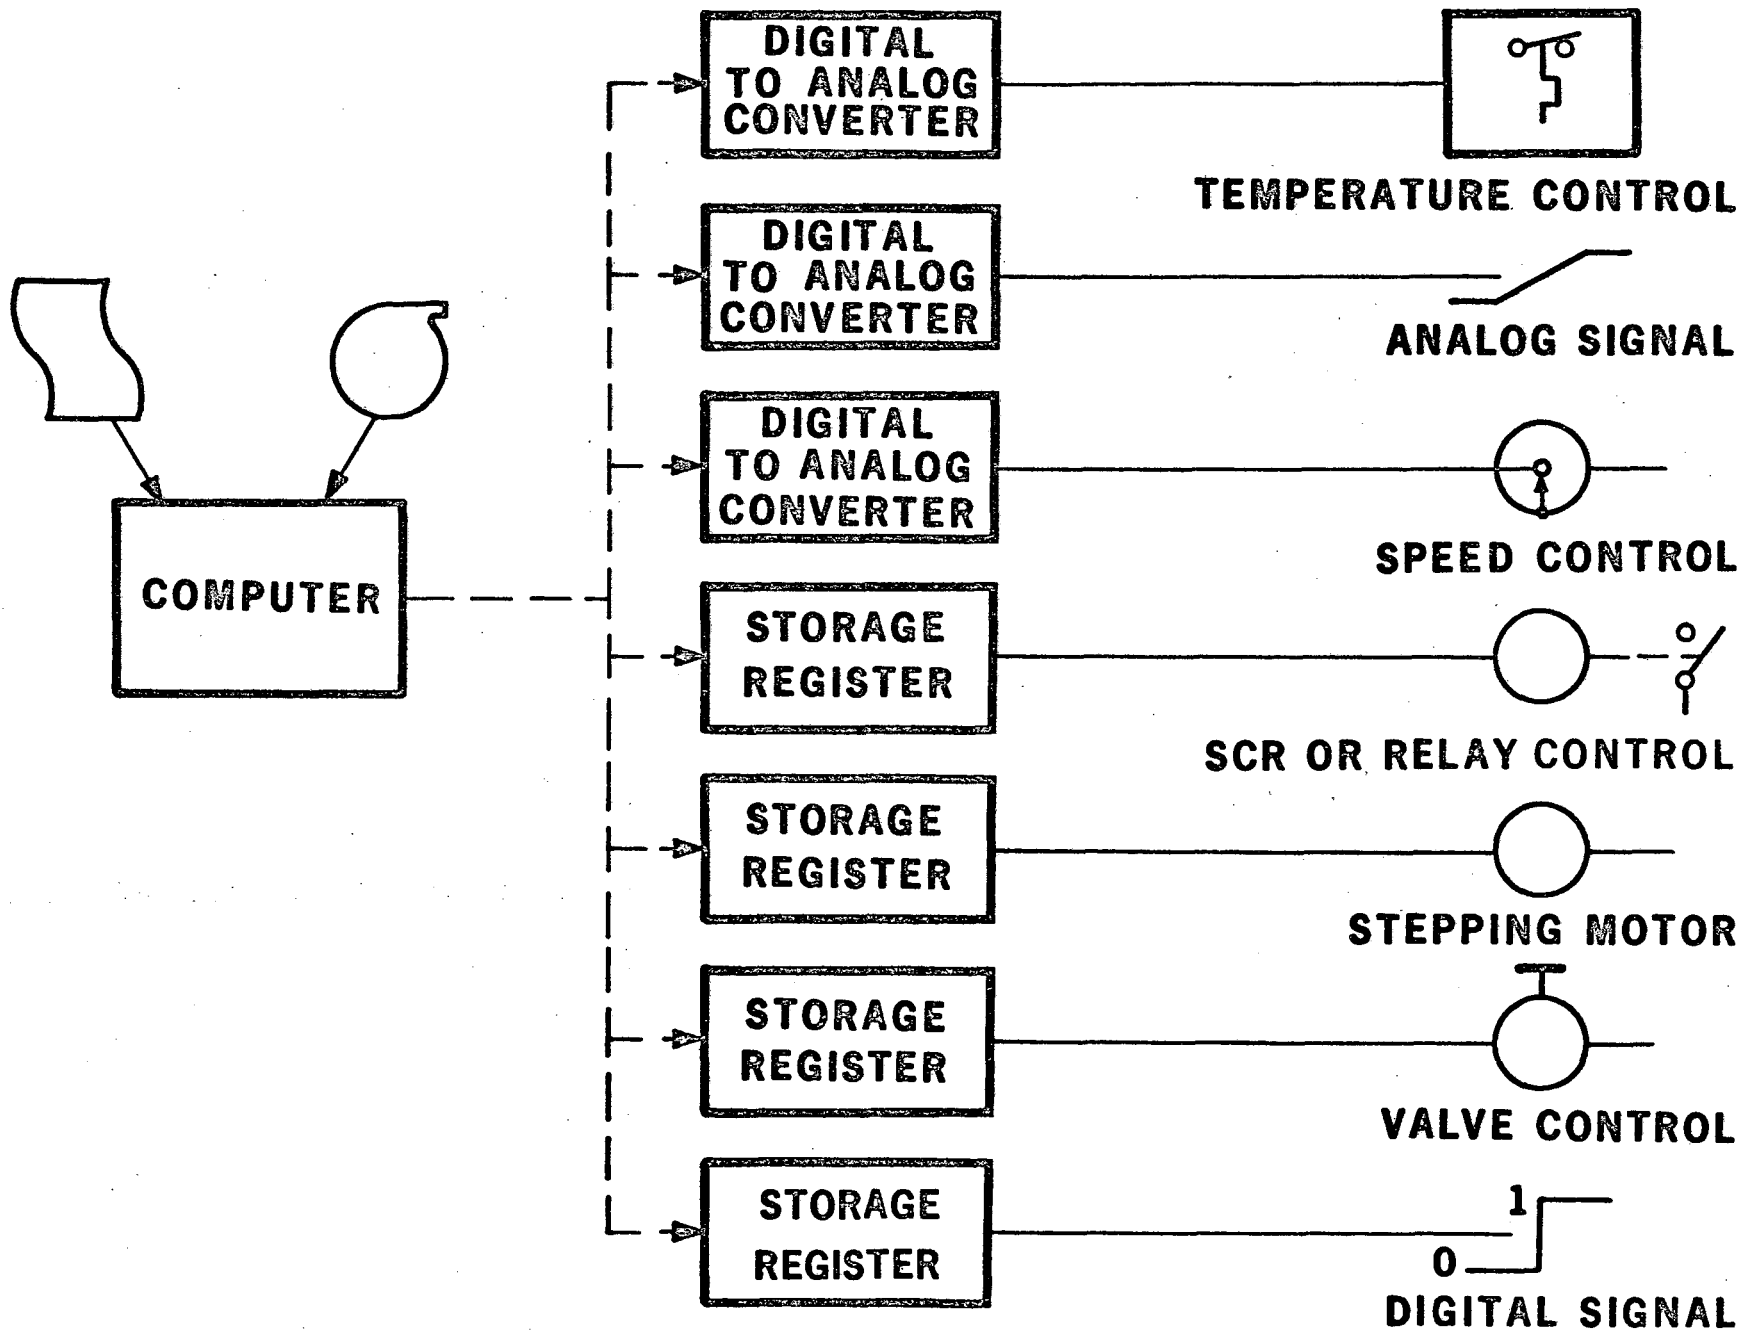 DIGITAL
TO ANALOG
CONVERTER
TEMPERATURE CONTROL
DIGITAL
TO ANALOG
CONVERTER
ANALOG SIGNAL
DIGITAL
TO ANALOG
CONVERTER
SPEED CONTROL
COMPUTER
STORAGE
REGISTER
SCR OR RELAY CONTROL
STORAGE
REGISTER
STEPPING MOTOR
STORAGE
REGISTER
VALVE CONTROL
STORAGE
REGISTER
1
0
DIGITAL SIGNAL